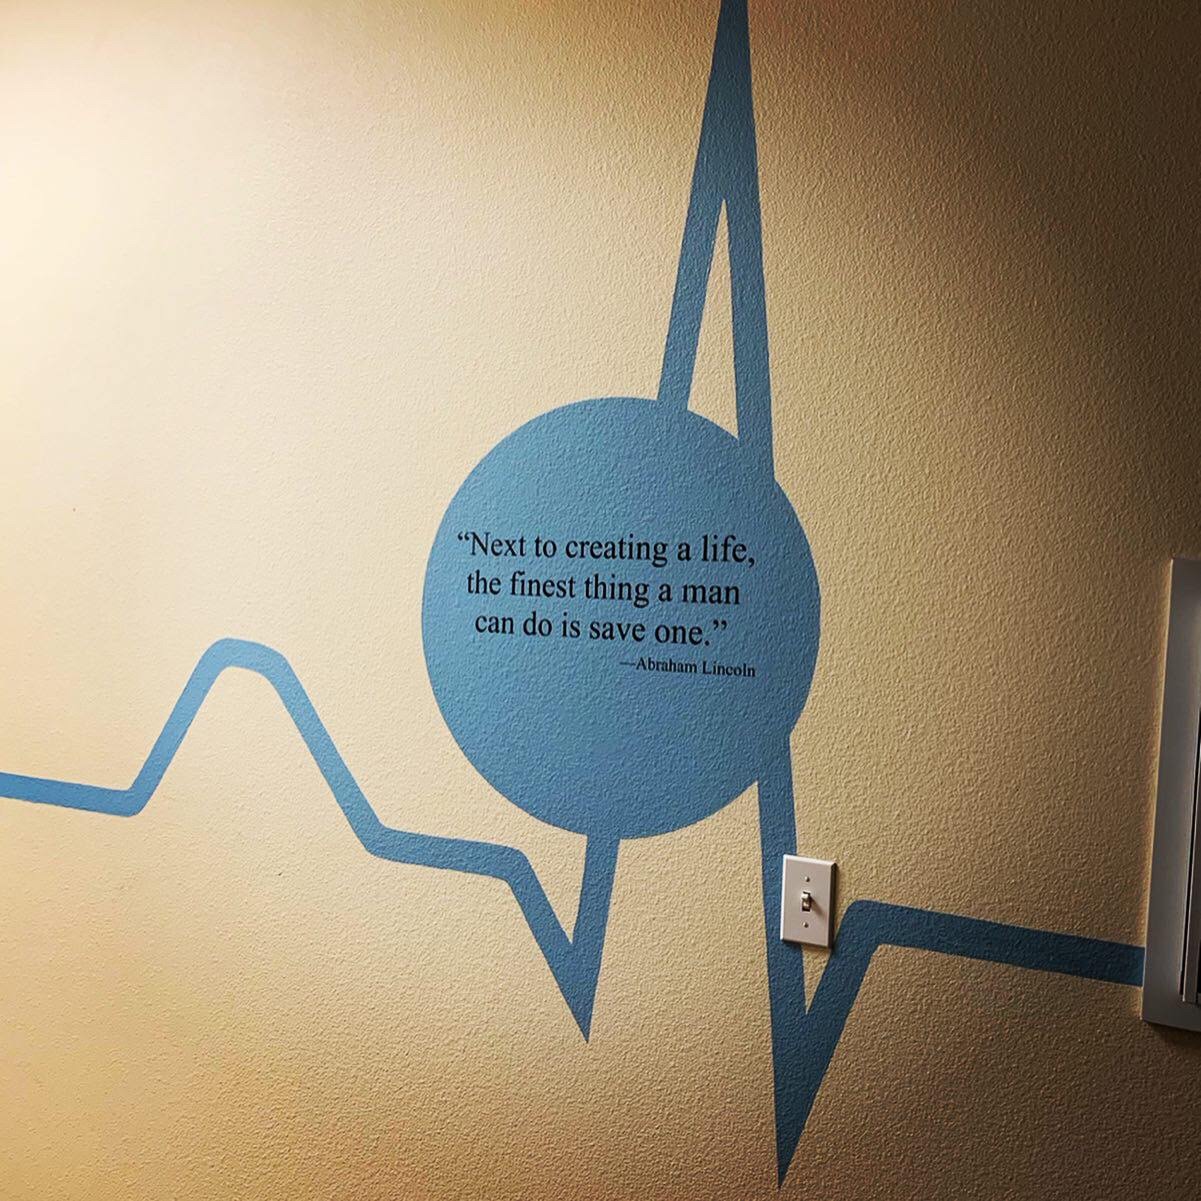 “Next to creating a life,
the finest thing a man
can do is save one.”
—Abraham Lincoln